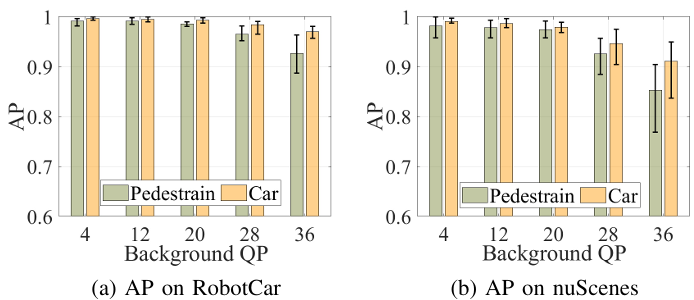 1
0.9
0.8
0.7
0.6
AP
Pedestrain
Car
4
12
20
28
36
Background QP
(a) AP on RobotCar
1
0.9
0.8
0.7
0.6
AP
Pedestrain
Car
4
12
20
28
36
Background QP
(b) AP on nuScenes